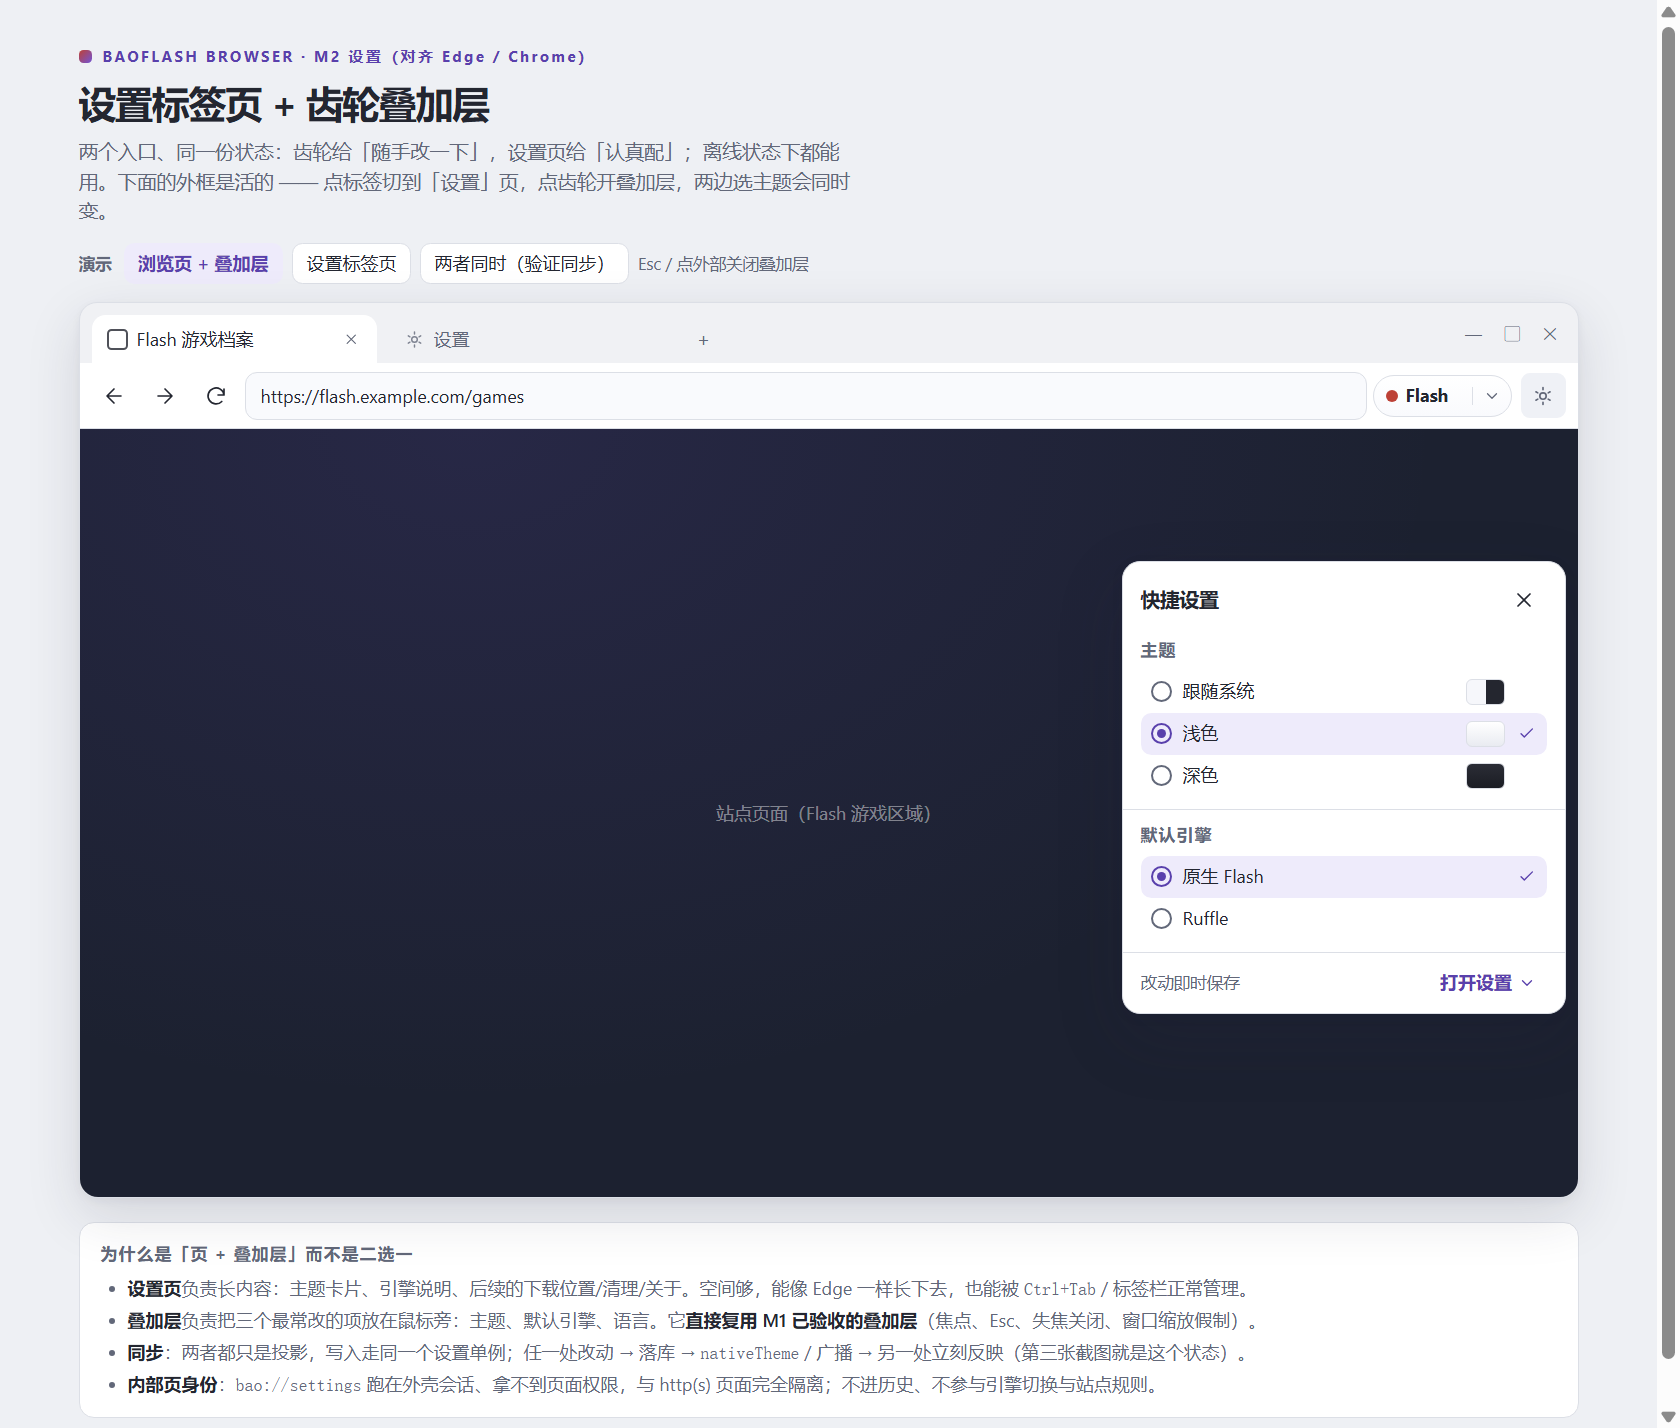 BAOFLASH BROWSER · M2 设置 (对齐 Edge / Chrome)
设置标签页 + 齿轮叠加层
两个入口、同一份状态：齿轮给「随手改一下」，设置页给「认真配」；离线状态下都能
用。下面的外框是活的 —— 点标签切到「设置」页，点齿轮开叠加层，两边选主题会同时
变。
演示 浏览页 + 叠加层 设置标签页 两者同时（验证同步） Esc / 点外部关闭叠加层
Flash 游戏档案 设置
https://flash.example.com/games Flash
站点页面（Flash 游戏区域）
快捷设置
主题
跟随系统
浅色
深色
默认引擎
原生 Flash
Ruffle
改动即时保存 打开设置
为什么是「页 + 叠加层」而不是二选一
• 设置页负责长内容：主题卡片、引擎说明、后续的下载位置/清理/关于。空间够，能像 Edge 一样长下去，也能被 Ctrl+Tab / 标签栏正常管理。
• 叠加层负责把三个最常改的项放在鼠标旁：主题、默认引擎、语言。它直接复用 M1 已验收的叠加层（焦点、Esc、失焦关闭、窗口缩放假制）。
• 同步：两者都只是投影，写入走同一个设置单例；任一处改动 → 落库 → nativeTheme / 广播 → 另一处立刻反映（第三张截图就是这个状态）。
• 内部页身份：bao://settings 跑在外壳会话、拿不到页面权限，与 http(s) 页面完全隔离；不进历史、不参与引擎切换与站点规则。